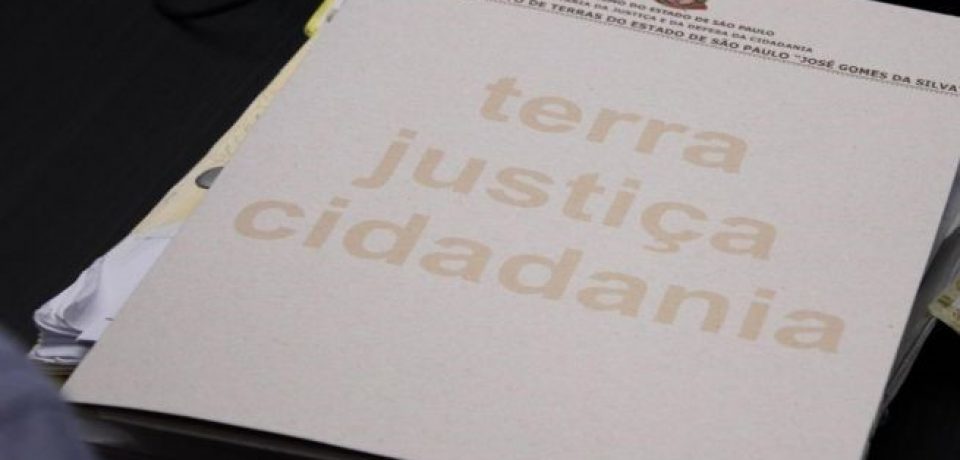 DO ESTADO DE SÃO PAULO
DA JUSTIÇA E DA DEFESA DA CIDADANIA
DE TERRAS DO ESTADO DE SÃO PAULO "JOSÉ GOMES DA SILVA"
terra
justiça
cidadania